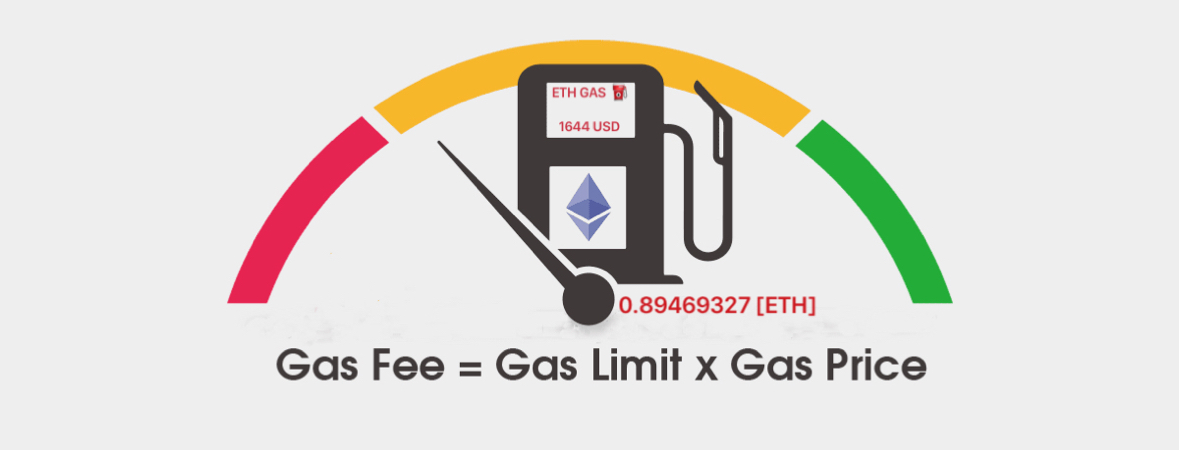 ETH GAS
1644 USD
0.89469327 [ETH]
Gas Fee = Gas Limit x Gas Price